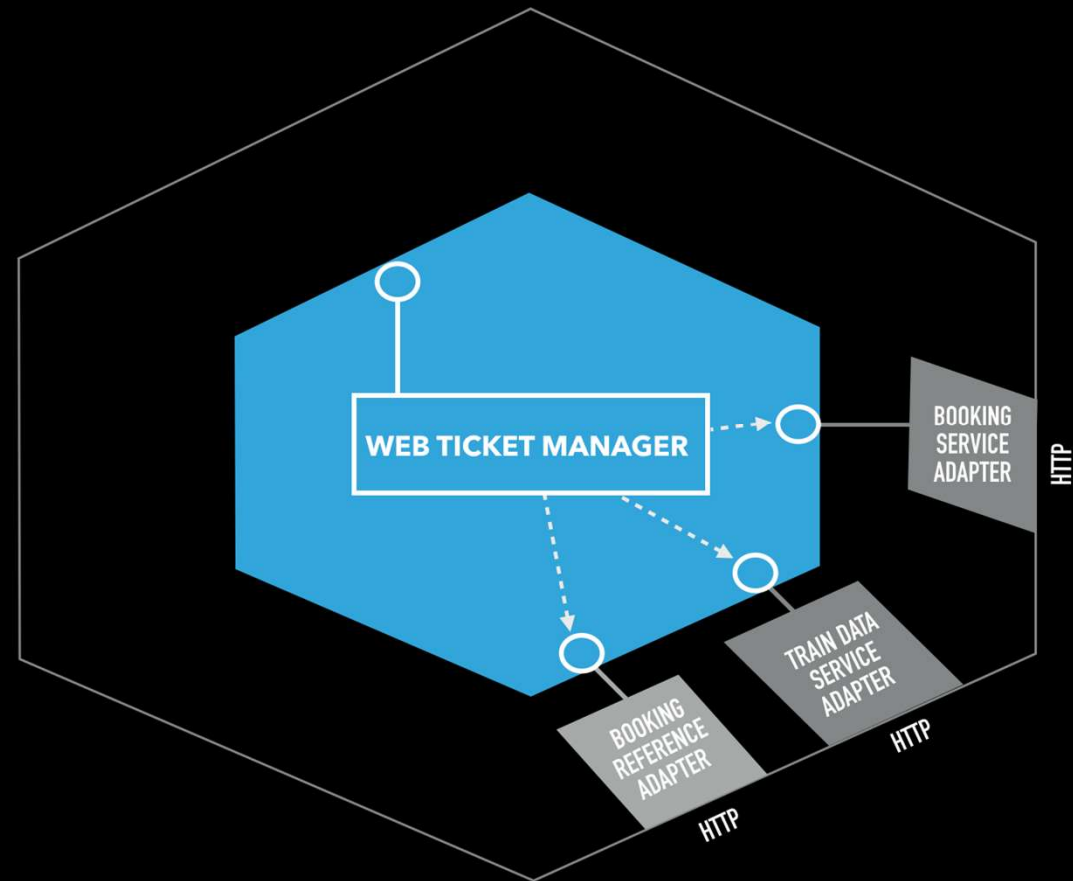 WEB TICKET MANAGER
BOOKING
SERVICE
ADAPTER
HTTP
TRAIN DATA
SERVICE
ADAPTER
HTTP
BOOKING
REFERENCE
ADAPTER
HTTP